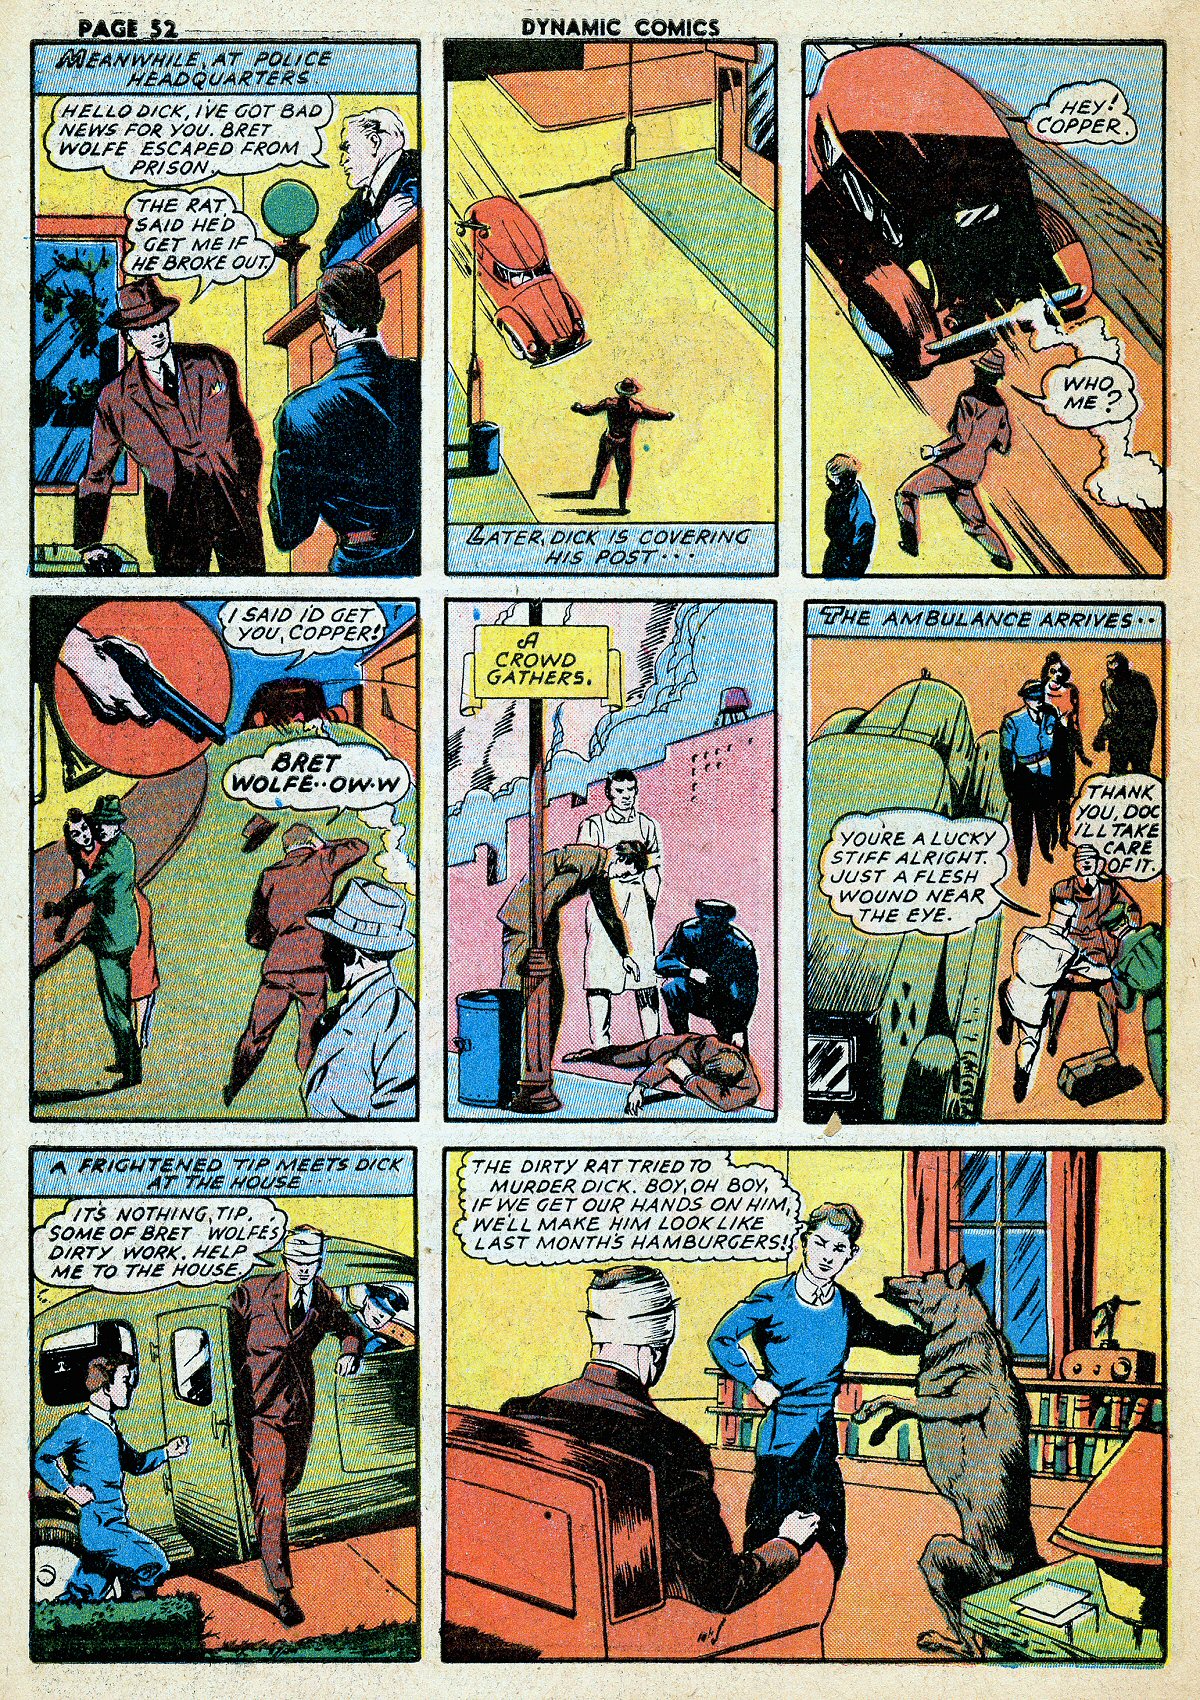 PAGE 52
DYNAMIC COMICS
MEANWHILE, AT POLICE
HEADQUARTERS
HELLO DICK, I'VE GOT BAD
NEWS FOR YOU. BRET
WOLFE ESCAPED FROM
PRISON.
THE RAT,
SAID HE'D
GET ME IF
HE BROKE OUT.
LATER, DICK IS COVERING
HIS POST...
HEY!
COPPER.
WHO,
ME?
I SAID I'D GET
YOU, COPPER!
BRET
WOLFE..OW-W
A
CROWD
GATHERS.
THE AMBULANCE ARRIVES..
YOU'RE A LUCKY
STIFF ALRIGHT.
JUST A FLESH
WOUND NEAR
THE EYE.
THANK
YOU, DOC
I'LL TAKE
CARE
OF IT.
A FRIGHTENED TIP MEETS DICK
AT THE HOUSE...
IT'S NOTHING, TIP...
SOME OF BRET WOLFE'S
DIRTY WORK. HELP
ME TO THE HOUSE.
THE DIRTY RAT TRIED TO
MURDER DICK. BOY, OH BOY,
IF WE GET OUR HANDS ON HIM,
WE'LL MAKE HIM LOOK LIKE
LAST MONTH'S HAMBURGERS!